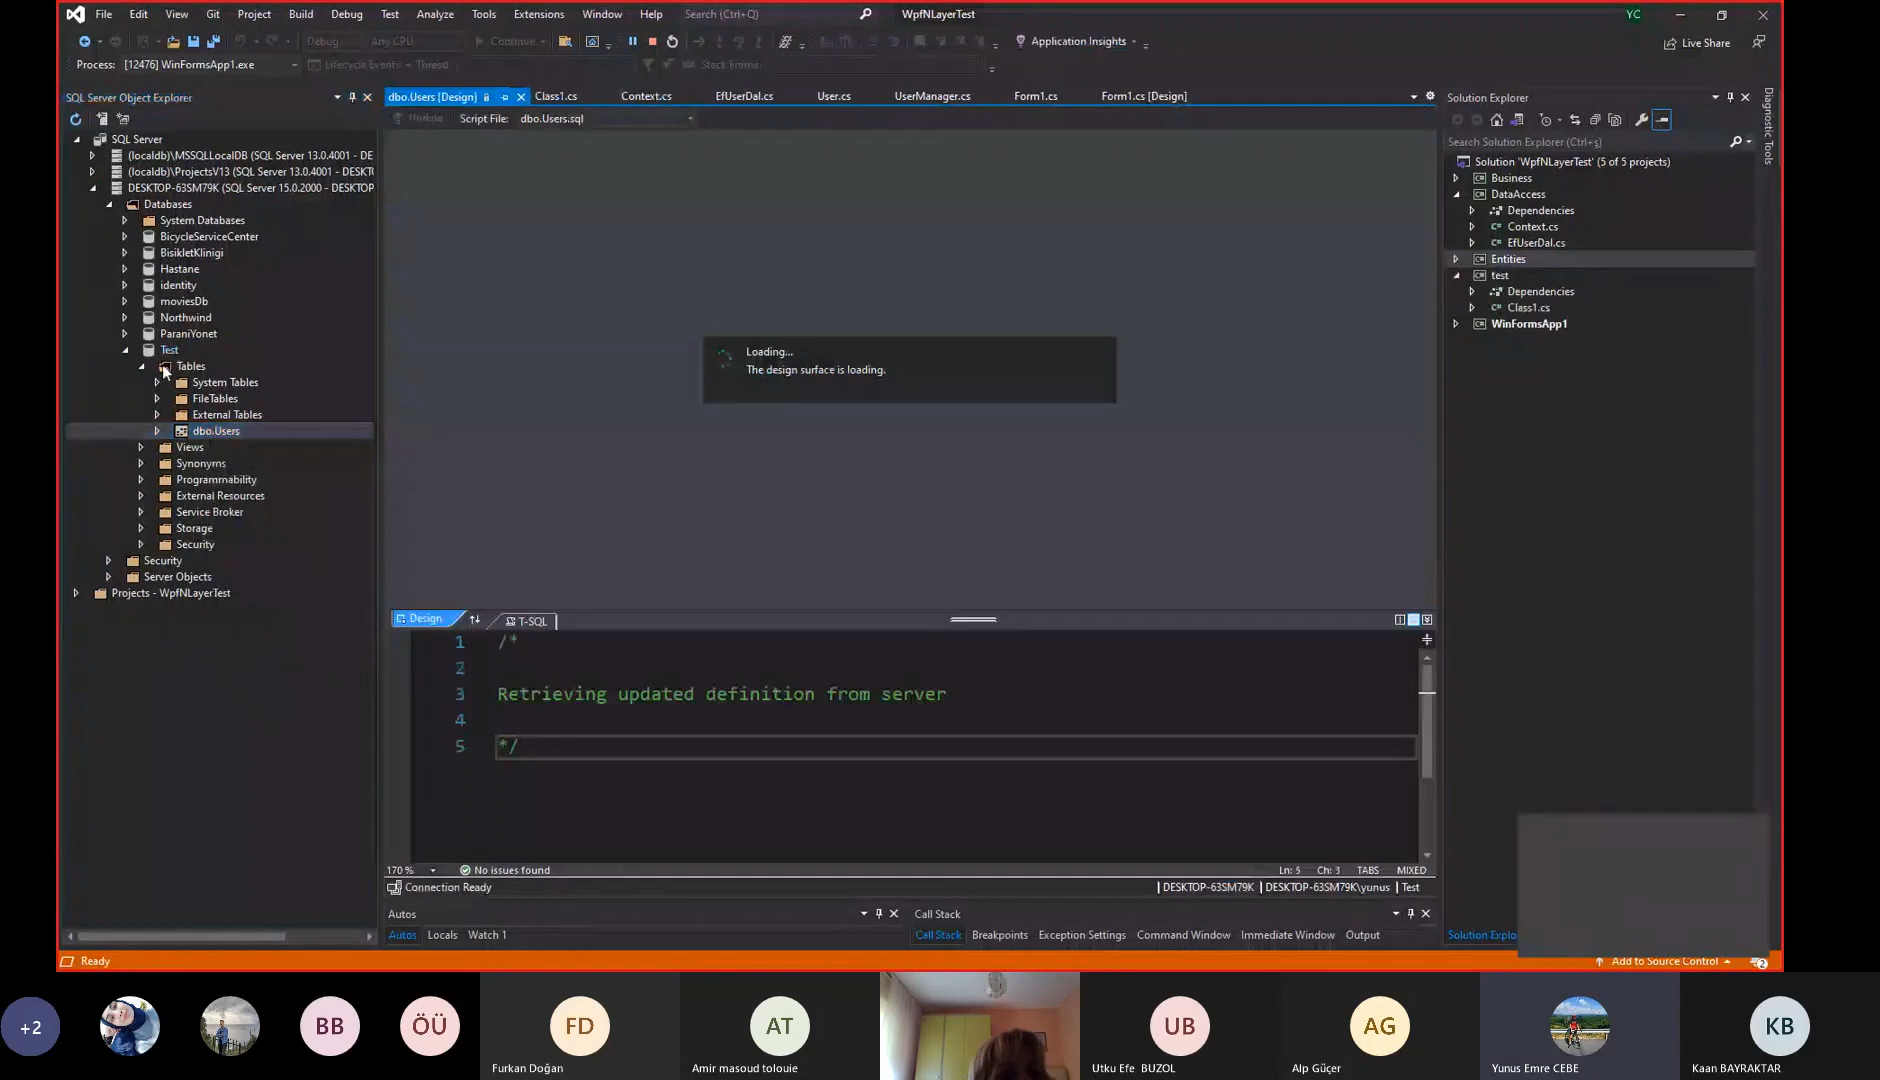 File Edit View Git Project Build Debug Test Analyze Tools Extensions Window Help Search (Ctrl+Q) WpfNLayerTest YC
Debug Any CPU Continue Application Insights Live Share
Process: [12476] WinFormsApp1.exe Lifecycle Events Thread: Stack Frame:
SQL Server Object Explorer
SQL Server
(localdb)\MSSQLLocalDB (SQL Server 13.0.4001 - DE
(localdb)\ProjectsV13 (SQL Server 13.0.4001 - DESKT
DESKTOP-63SM79K (SQL Server 15.0.2000 - DESKTOP
Databases
System Databases
BicycleServiceCenter
BisikletKlinigi
Hastane
identity
moviesDb
Northwind
ParaniYonet
Test
Tables
System Tables
FileTables
External Tables
dbo.Users
Views
Synonyms
Programmability
External Resources
Service Broker
Storage
Security
Security
Server Objects
Projects - WpfNLayerTest
dbo.Users [Design] Class1.cs Context.cs EfUserDal.cs User.cs UserManager.cs Form1.cs Form1.cs [Design]
Update Script File: dbo.Users.sql
Loading...
The design surface is loading.
Design T-SQL
1 /*
2
3 Retrieving updated definition from server
4
5 */
170 % No issues found Ln: 5 Ch: 3 TABS MIXED
Connection Ready DESKTOP-63SM79K DESKTOP-63SM79K\yunus Test
Autos
Autos Locals Watch 1
Call Stack
Call Stack Breakpoints Exception Settings Command Window Immediate Window Output
Solution Explorer
Search Solution Explorer (Ctrl+ş)
Solution 'WpfNLayerTest' (5 of 5 projects)
Business
DataAccess
Dependencies
Context.cs
EfUserDal.cs
Entities
test
Dependencies
Class1.cs
WinFormsApp1
Diagnostic Tools
Solution Explo
Ready Add to Source Control 2
+2 BB ÖÜ FD AT UB AG KB
Furkan Doğan Amir masoud tolouie Utku Efe BUZOL Alp Güçer Yunus Emre CEBE Kaan BAYRAKTAR